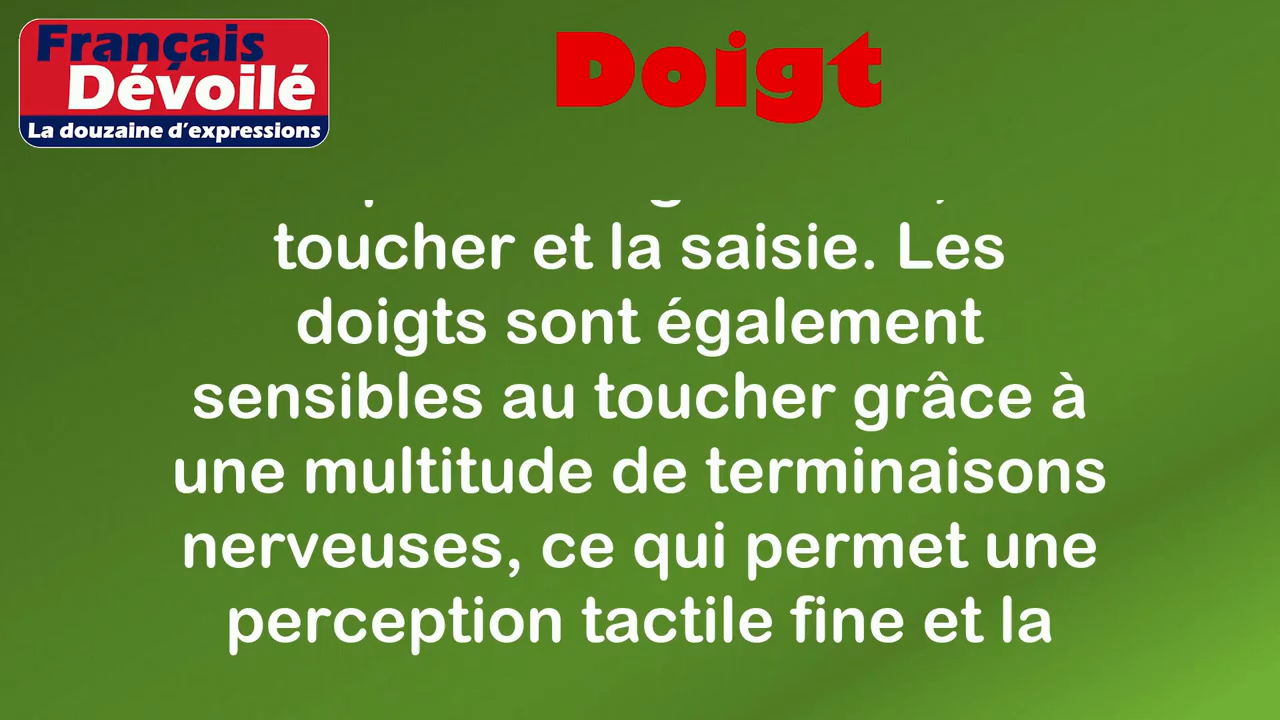 Français
Dévoilé
La douzaine d'expressions
Doigt
toucher et la saisie. Les
doigts sont également
sensibles au toucher grâce à
une multitude de terminaisons
nerveuses, ce qui permet une
perception tactile fine et la